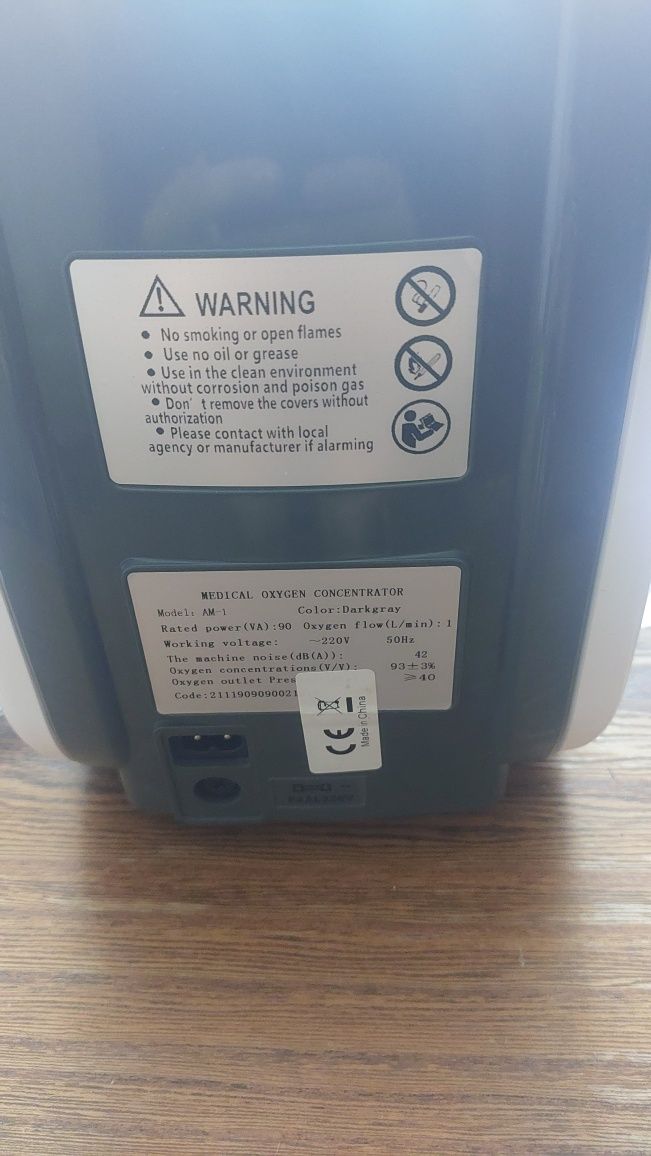 WARNING
● No smoking or open flames
● Use no oil or grease
● Use in the clean environment
without corrosion and poison gas
● Don't remove the covers without
authorization
● Please contact with local
agency or manufacturer if alarming
MEDICAL OXYGEN CONCENTRATOR
Model: AM-1 Color:Darkgray
Rated power(VA):90 Oxygen flow(L/min): 1
Working voltage: ~220V 50Hz
The machine noise(dB(A)): 42
Oxygen concentrations(V/V): 93±3%
Oxygen outlet Pres ≥40
Code:2111909090021
CE
Made in China